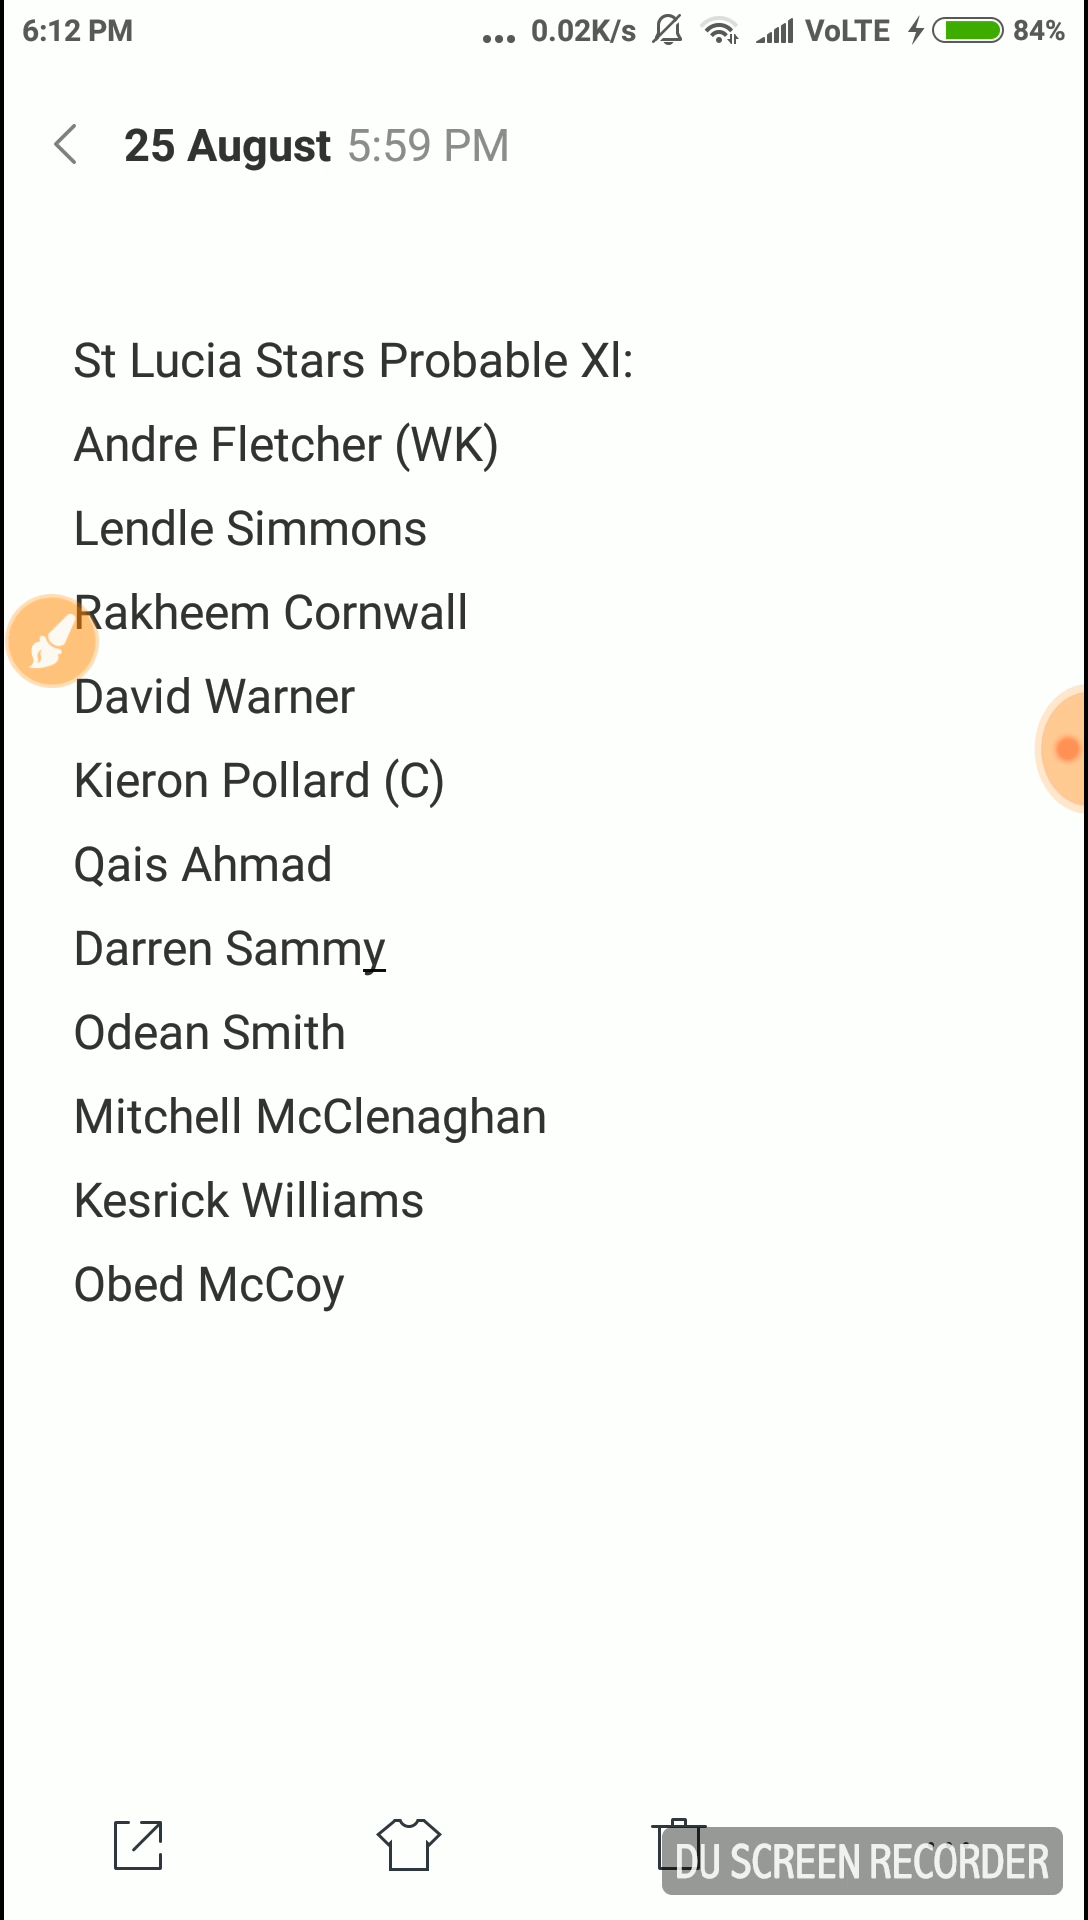 6:12 PM ... 0.02K/s VoLTE 84%
25 August 5:59 PM
St Lucia Stars Probable Xl:
Andre Fletcher (WK)
Lendle Simmons
Rakheem Cornwall
David Warner
Kieron Pollard (C)
Qais Ahmad
Darren Sammy
Odean Smith
Mitchell McClenaghan
Kesrick Williams
Obed McCoy
DU SCREEN RECORDER